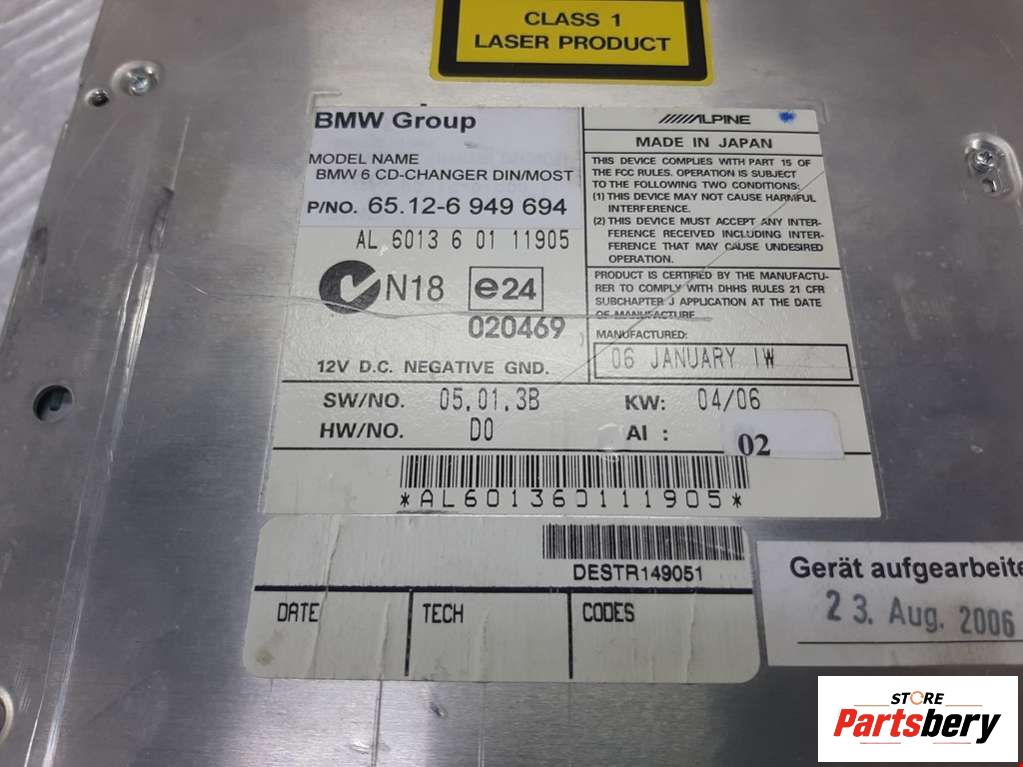 CLASS 1
LASER PRODUCT
BMW Group
MODEL NAME
BMW 6 CD-CHANGER DIN/MOST
P/NO. 65.12-6 949 694
AL 6013 6 01 11905
N18 e24
020469
12V D.C. NEGATIVE GND.
ALPINE
MADE IN JAPAN
THIS DEVICE COMPLIES WITH PART 15 OF
THE FCC RULES. OPERATION IS SUBJECT
TO THE FOLLOWING TWO CONDITIONS:
(1) THIS DEVICE MAY NOT CAUSE HARMFUL
INTERFERENCE.
(2) THIS DEVICE MUST ACCEPT ANY INTER-
FERENCE RECEIVED INCLUDING INTER-
FERENCE THAT MAY CAUSE UNDESIRED
OPERATION.
PRODUCT IS CERTIFIED BY THE MANUFACTU-
RER TO COMPLY WITH DHHS RULES 21 CFR
SUBCHAPTER J APPLICATION AT THE DATE
OF MANUFACTURE
MANUFACTURED:
06 JANUARY IW
SW/NO. 05.01.3B KW: 04/06
HW/NO. D0 AI : 02
*AL601360111905*
DESTR149051
DATE TECH CODES
Gerät aufgearbeite
23. Aug. 2006
STORE
Partsbery